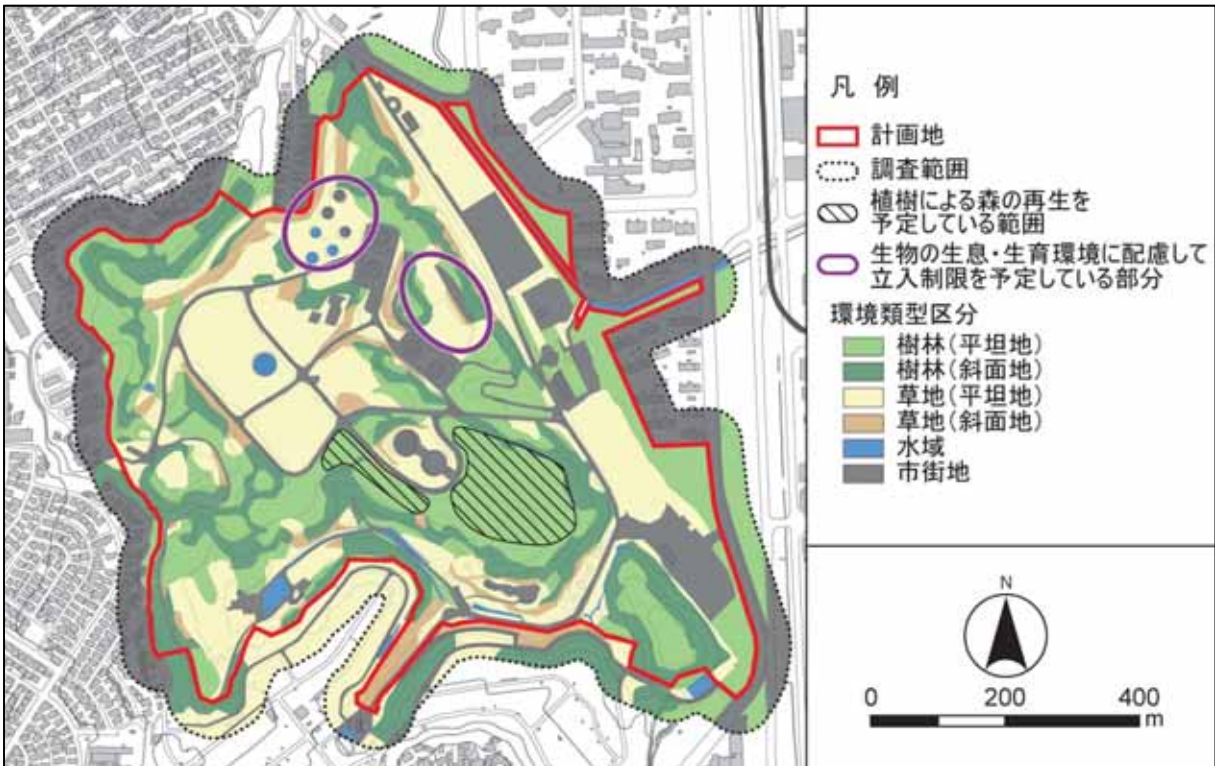 凡 例
計画地
調査範囲
植樹による森の再生を
予定している範囲
生物の生息・生育環境に配慮して
立入制限を予定している部分
環境類型区分
樹林(平坦地)
樹林(斜面地)
草地(平坦地)
草地(斜面地)
水域
市街地
N
0 200 400
m